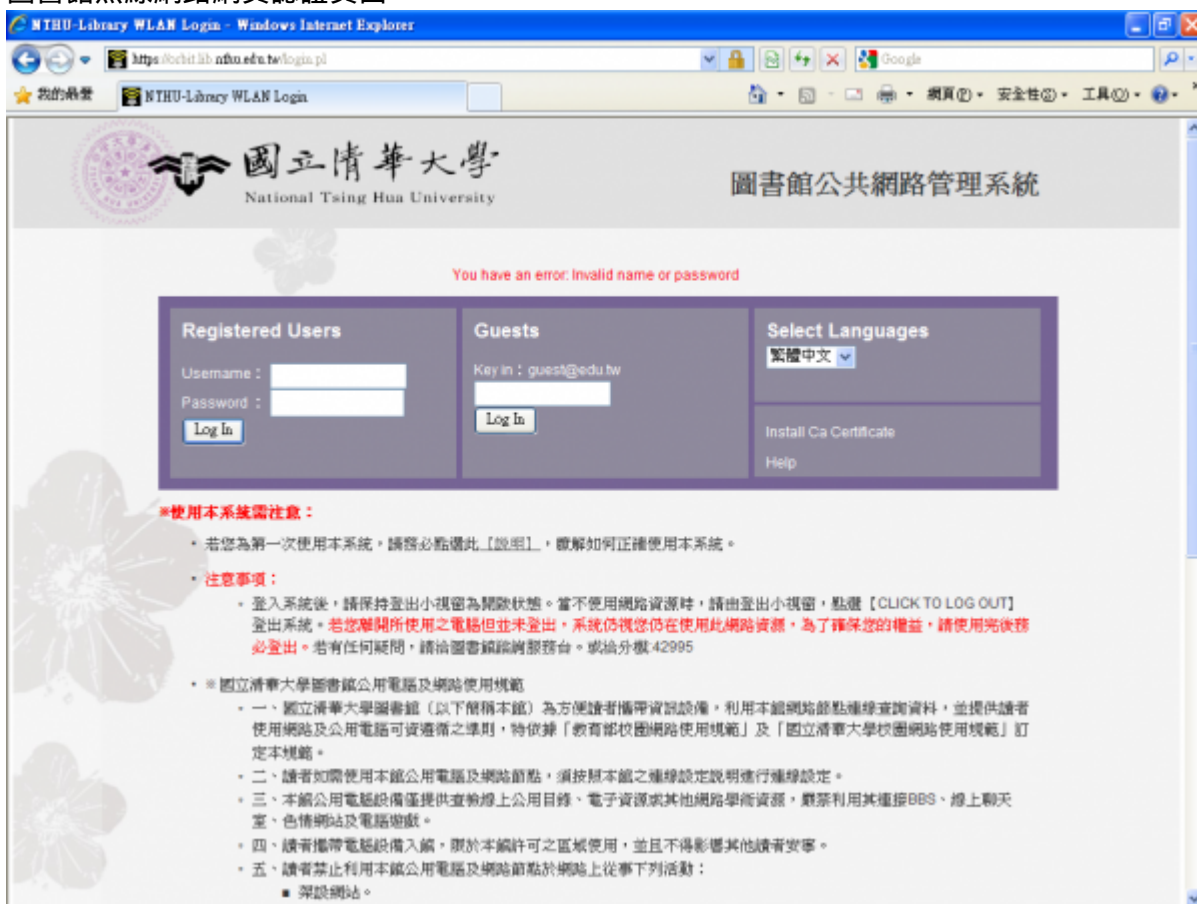 NTHU-Library WLAN Login - Windows Internet Explorer
https://orbit.lib.nthu.edu.tw/login.pl
Google
我的最愛
NTHU-Library WLAN Login
網頁(P)
安全性(S)
工具(O)
國立清華大學
National Tsing Hua University
圖書館公共網路管理系統
You have an error: Invalid name or password
Registered Users
Guests
Select Languages
繁體中文
Username：
Key in：guest@edu.tw
Password：
Log In
Log In
Install Ca Certificate
Help
※使用本系統需注意：
若您為第一次使用本系統，請務必點選此【說明】，瞭解如何正確使用本系統。
注意事項：
登入系統後，請保持登出小視窗為開啟狀態。當不使用網路資源時，請由登出小視窗，點選【CLICK TO LOG OUT】
登出系統。若您離開所使用之電腦但並未登出，系統仍視您仍在使用此網路資源，為了確保您的權益，請使用完後務
必登出。若有任何疑問，請洽圖書館諮詢服務台。或洽分機42995
※國立清華大學圖書館公用電腦及網路使用規範
一、國立清華大學圖書館（以下簡稱本館）為方便讀者攜帶資訊設備，利用本館網路節點連線查詢資料，並提供讀者
使用網路及公用電腦可資遵循之準則，特依據「教育部校園網路使用規範」及「國立清華大學校園網路使用規範」訂
定本規範。
二、讀者如需使用本館公用電腦及網路節點，須按照本館之連線設定說明進行連線設定。
三、本館公用電腦設備僅提供查檢線上公用目錄、電子資源或其他網路學術資源，嚴禁利用其連接BBS、線上聊天
室、色情網站及電腦遊戲。
四、讀者攜帶電腦設備入館，限於本館許可之區域使用，並且不得影響其他讀者安寧。
五、讀者禁止利用本館公用電腦及網路節點於網路上從事下列活動：
架設網站。